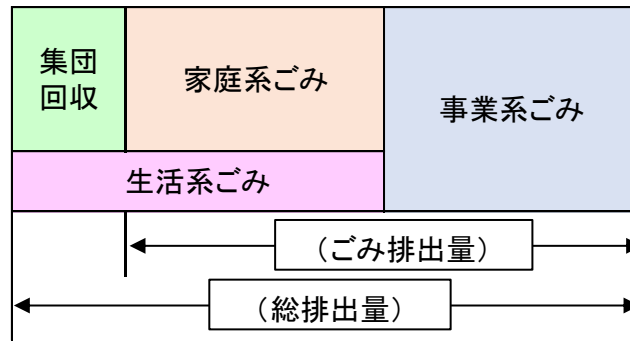 集団
回収
家庭系ごみ
事業系ごみ
生活系ごみ
（ごみ排出量）
（総排出量）